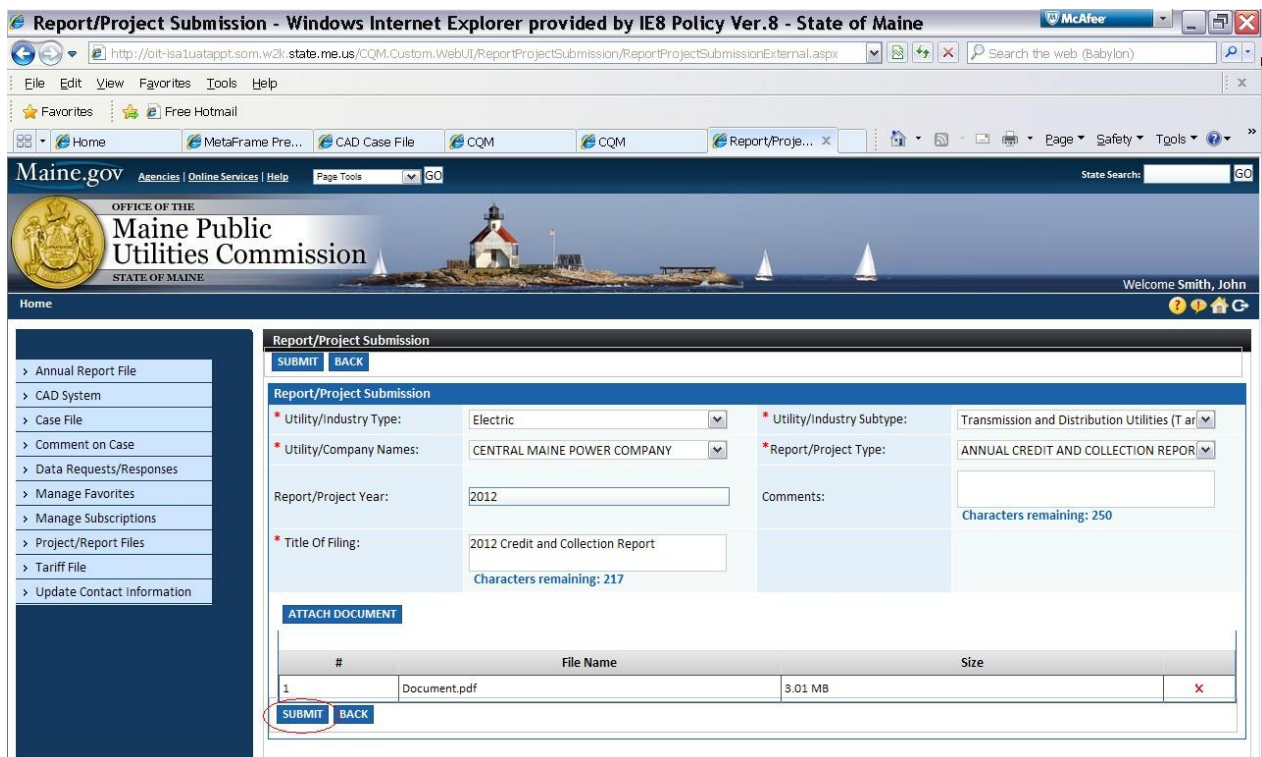 Report/Project Submission - Windows Internet Explorer provided by IE8 Policy Ver.8 - State of Maine
McAfee
http://oit-isa1uatappt.som.w2k.state.me.us/CQM.Custom.WebUI/ReportProjectSubmission/ReportProjectSubmissionExternal.aspx
Search the web (Babylon)
File Edit View Favorites Tools Help
Favorites Free Hotmail
Home MetaFrame Pre... CAD Case File CQM CQM Report/Proje... X Page Safety Tools »
Maine.gov Agencies | Online Services | Help Page Tools GO State Search: GO
OFFICE OF THE
Maine Public
Utilities Commission
STATE OF MAINE
Welcome Smith, John
Home
Report/Project Submission
SUBMIT BACK
> Annual Report File
> CAD System
> Case File
> Comment on Case
> Data Requests/Responses
> Manage Favorites
> Manage Subscriptions
> Project/Report Files
> Tariff File
> Update Contact Information
Report/Project Submission
* Utility/Industry Type: Electric * Utility/Industry Subtype: Transmission and Distribution Utilities (T ar
* Utility/Company Names: CENTRAL MAINE POWER COMPANY *Report/Project Type: ANNUAL CREDIT AND COLLECTION REPOR
Report/Project Year: 2012 Comments:
Characters remaining: 250
* Title Of Filing: 2012 Credit and Collection Report
Characters remaining: 217
ATTACH DOCUMENT
# File Name Size
1 Document.pdf 3.01 MB X
SUBMIT BACK